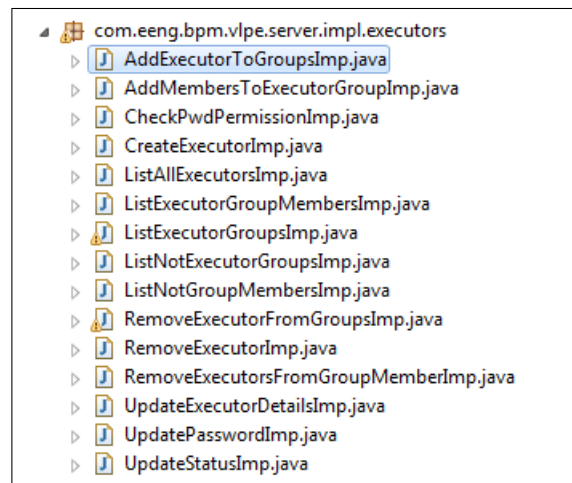 com.eeng.bpm.vlpe.server.impl.executors
AddExecutorToGroupsImp.java
AddMembersToExecutorGroupImp.java
CheckPwdPermissionImp.java
CreateExecutorImp.java
ListAllExecutorsImp.java
ListExecutorGroupMembersImp.java
ListExecutorGroupsImp.java
ListNotExecutorGroupsImp.java
ListNotGroupMembersImp.java
RemoveExecutorFromGroupsImp.java
RemoveExecutorImp.java
RemoveExecutorsFromGroupMemberImp.java
UpdateExecutorDetailsImp.java
UpdatePasswordImp.java
UpdateStatusImp.java